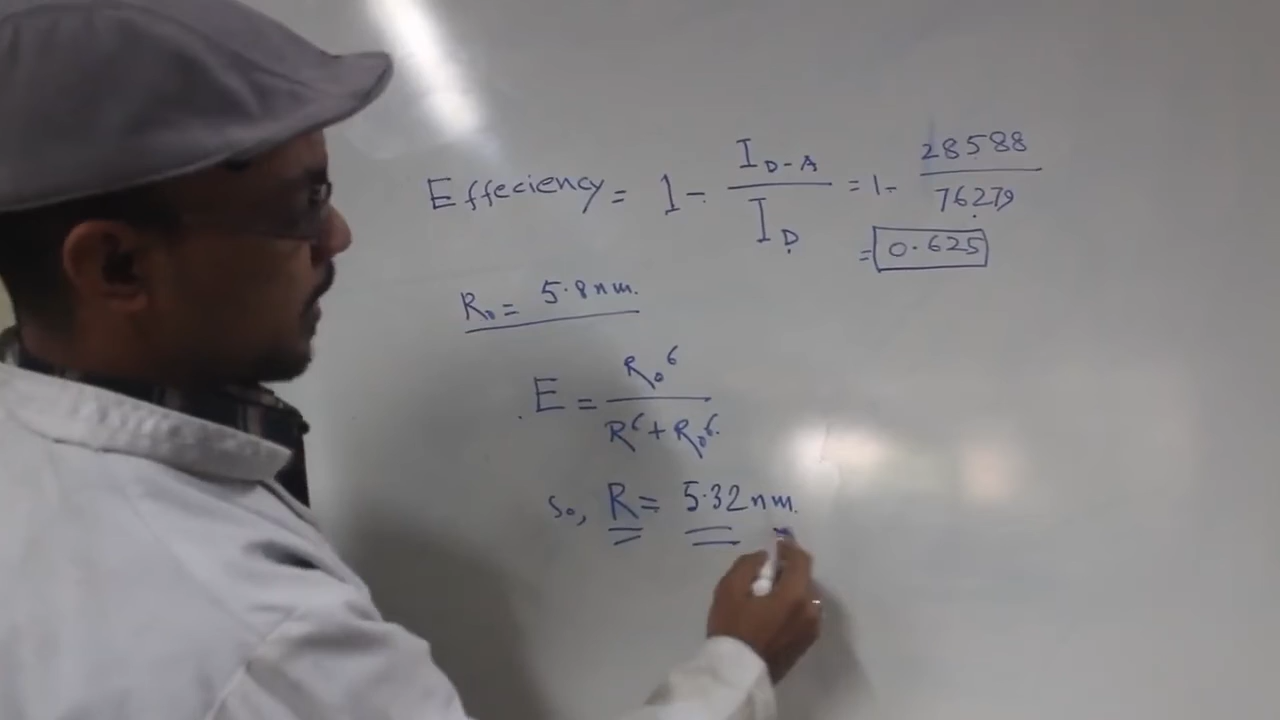 Effeciency = 1 - I_D-A / I_D = 1 - 28588 / 76279
= 0.625
R₀ = 5.8 nm.
E = R₀⁶ / R⁶ + R₀⁶
So, R = 5.32 nm.